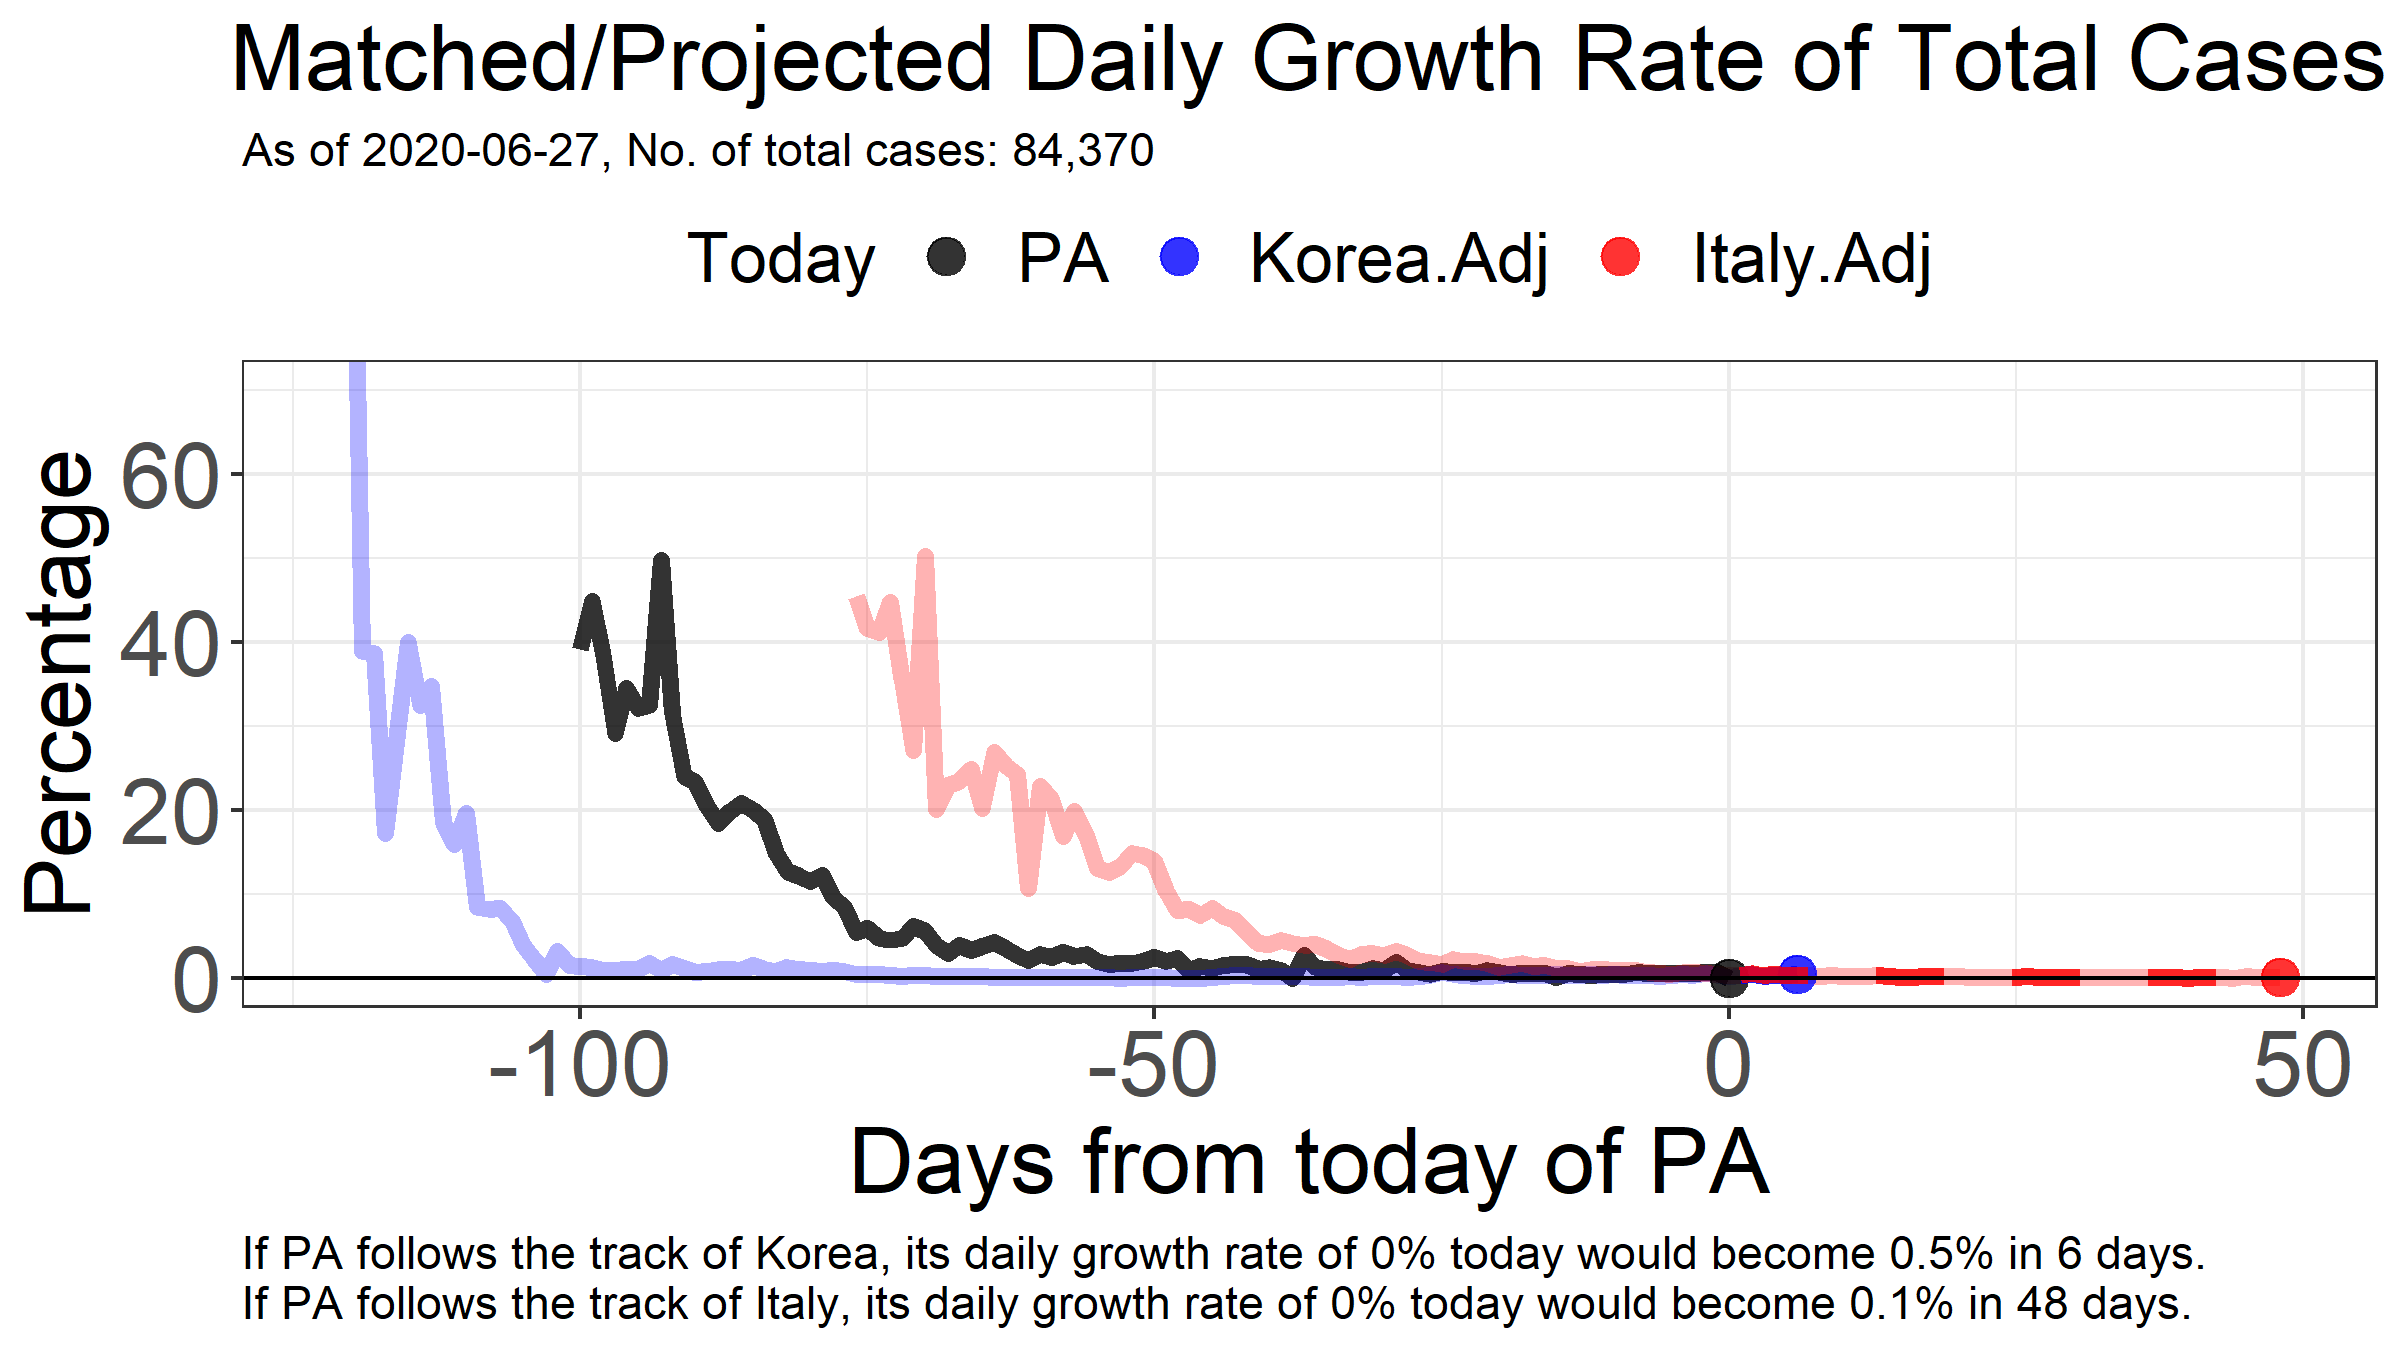 Matched/Projected Daily Growth Rate of Total Cases
As of 2020-06-27, No. of total cases: 84,370
Today PA Korea.Adj Italy.Adj
Percentage
60
40
20
0
-100 -50 0 50
Days from today of PA
If PA follows the track of Korea, its daily growth rate of 0% today would become 0.5% in 6 days.
If PA follows the track of Italy, its daily growth rate of 0% today would become 0.1% in 48 days.